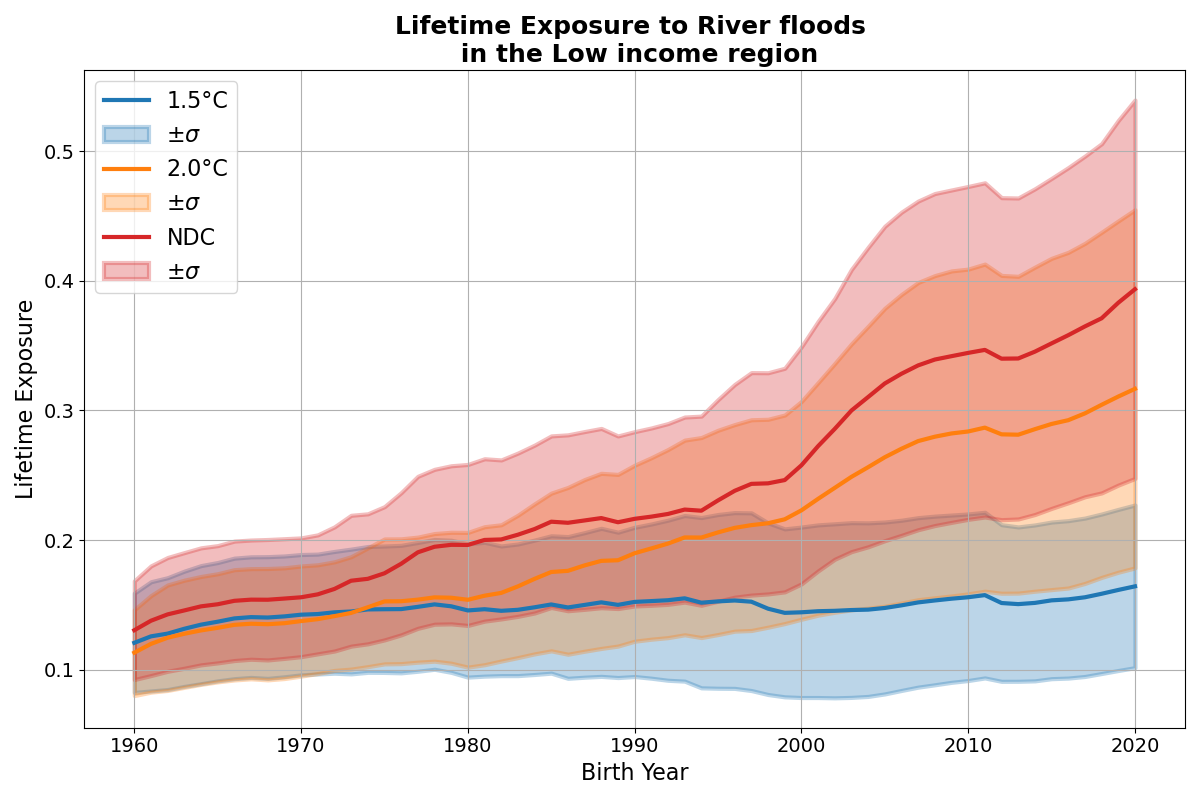 Lifetime Exposure to River floods
in the Low income region
1.5°C
±σ
2.0°C
±σ
NDC
±σ
Lifetime Exposure
0.5
0.4
0.3
0.2
0.1
1960 1970 1980 1990 2000 2010 2020
Birth Year